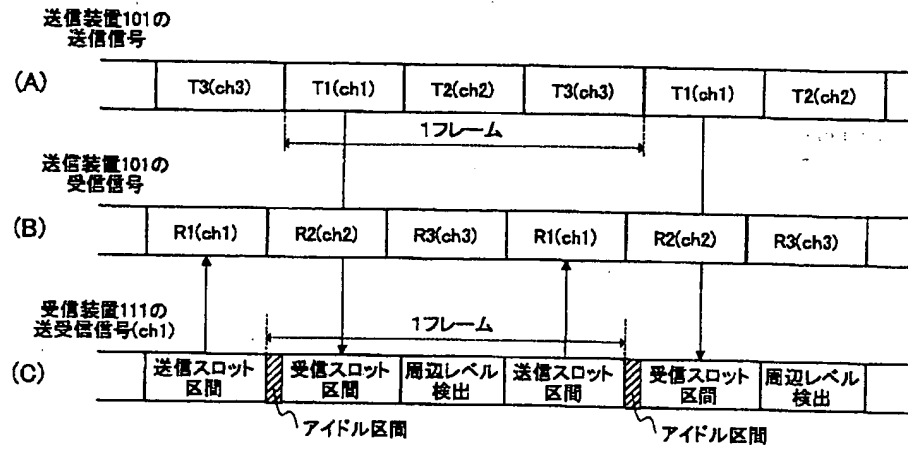 送信装置101の
送信信号
(A)
T3(ch3) T1(ch1) T2(ch2) T3(ch3) T1(ch1) T2(ch2)
1フレーム
送信装置101の
受信信号
(B)
R1(ch1) R2(ch2) R3(ch3) R1(ch1) R2(ch2) R3(ch3)
受信装置111の
送受信信号(ch1)
1フレーム
(C)
送信スロット区間 受信スロット区間 周辺レベル検出 送信スロット区間 受信スロット区間 周辺レベル検出
アイドル区間 アイドル区間